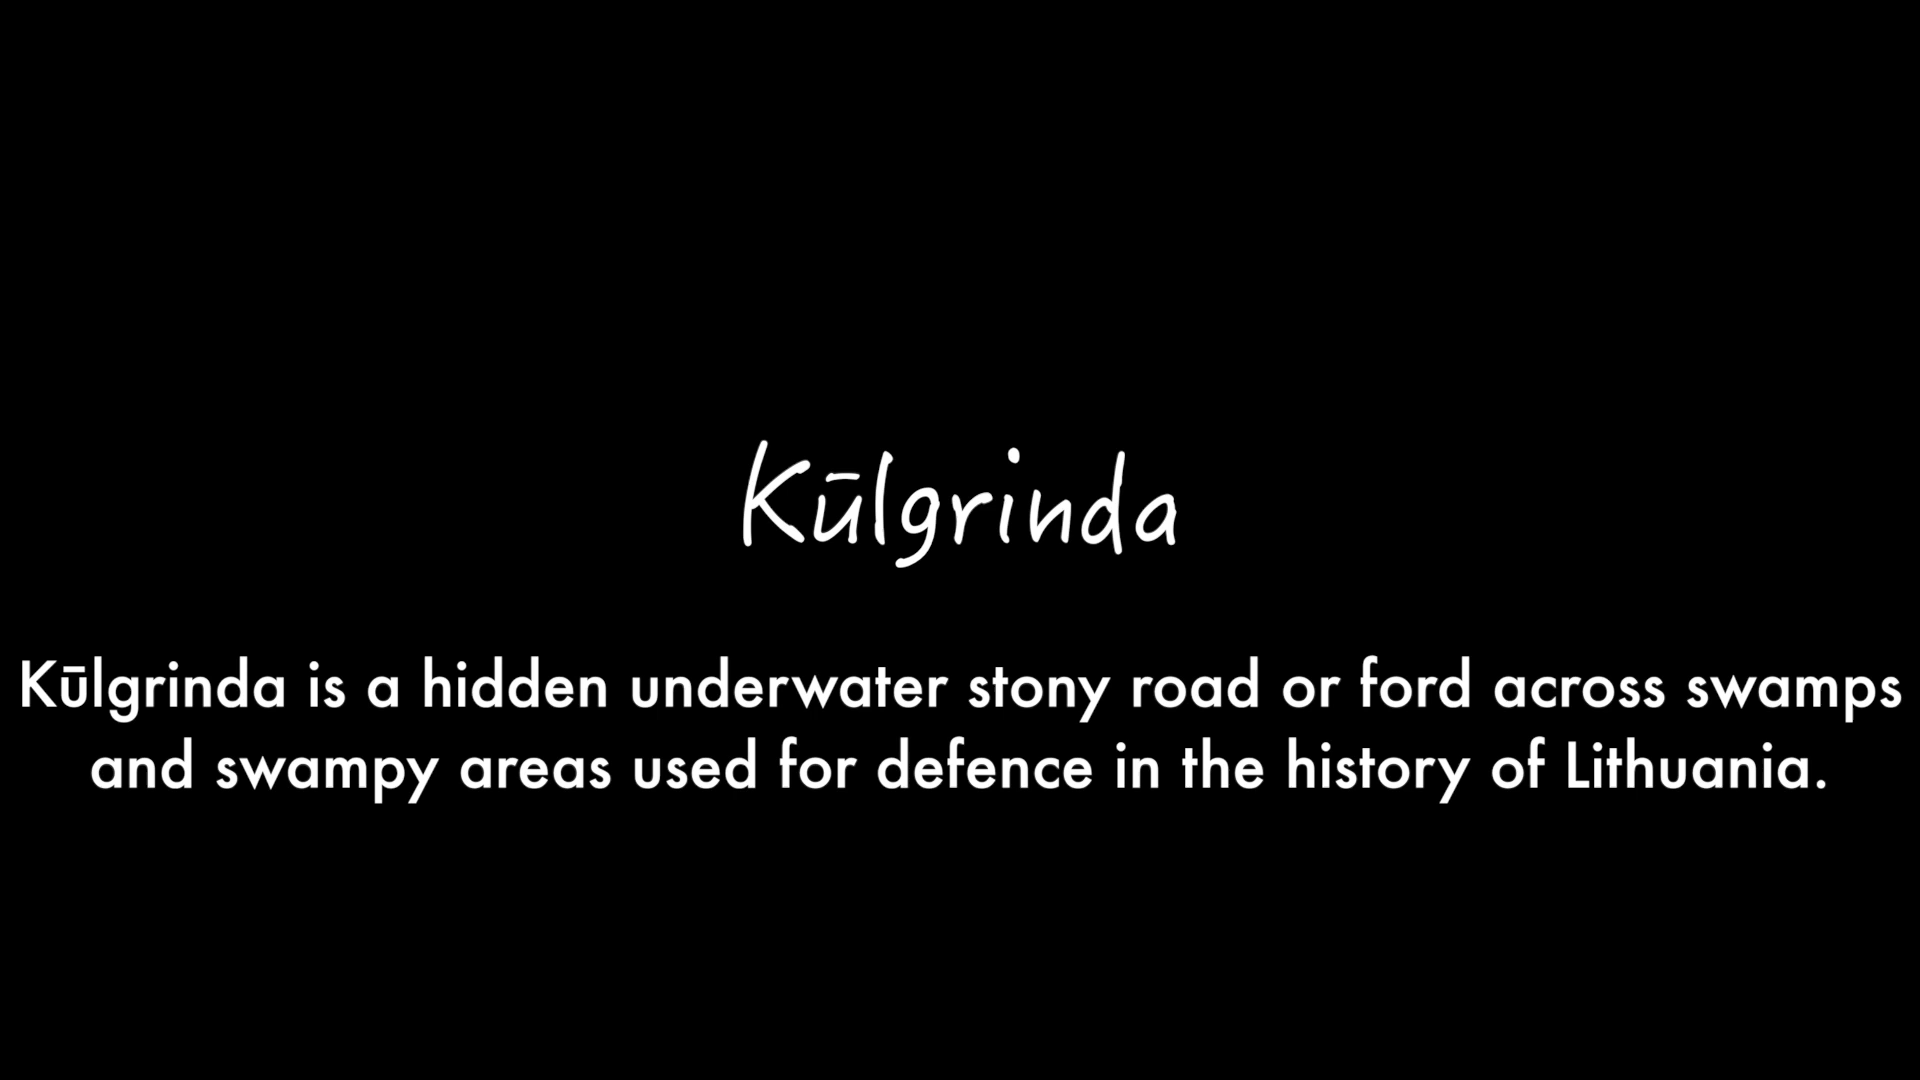 Kūlgrinda
Kūlgrinda is a hidden underwater stony road or ford across swamps
and swampy areas used for defence in the history of Lithuania.